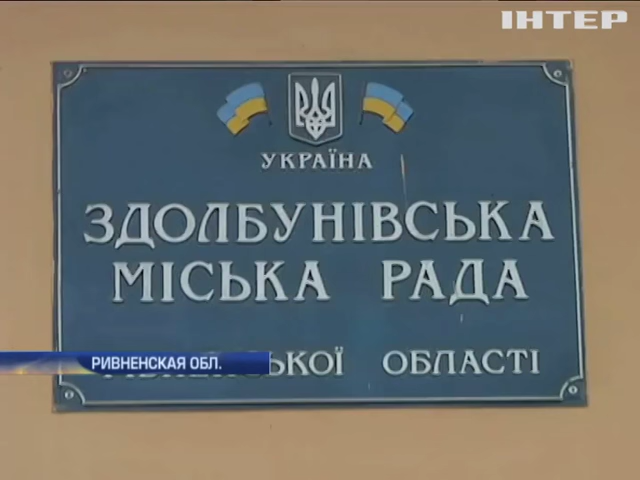 ІНТЕР
УКРАЇНА
ЗДОЛБУНІВСЬКА
МІСЬКА РАДА
РИВНЕНСКАЯ ОБЛ.
ОБЛАСТІ